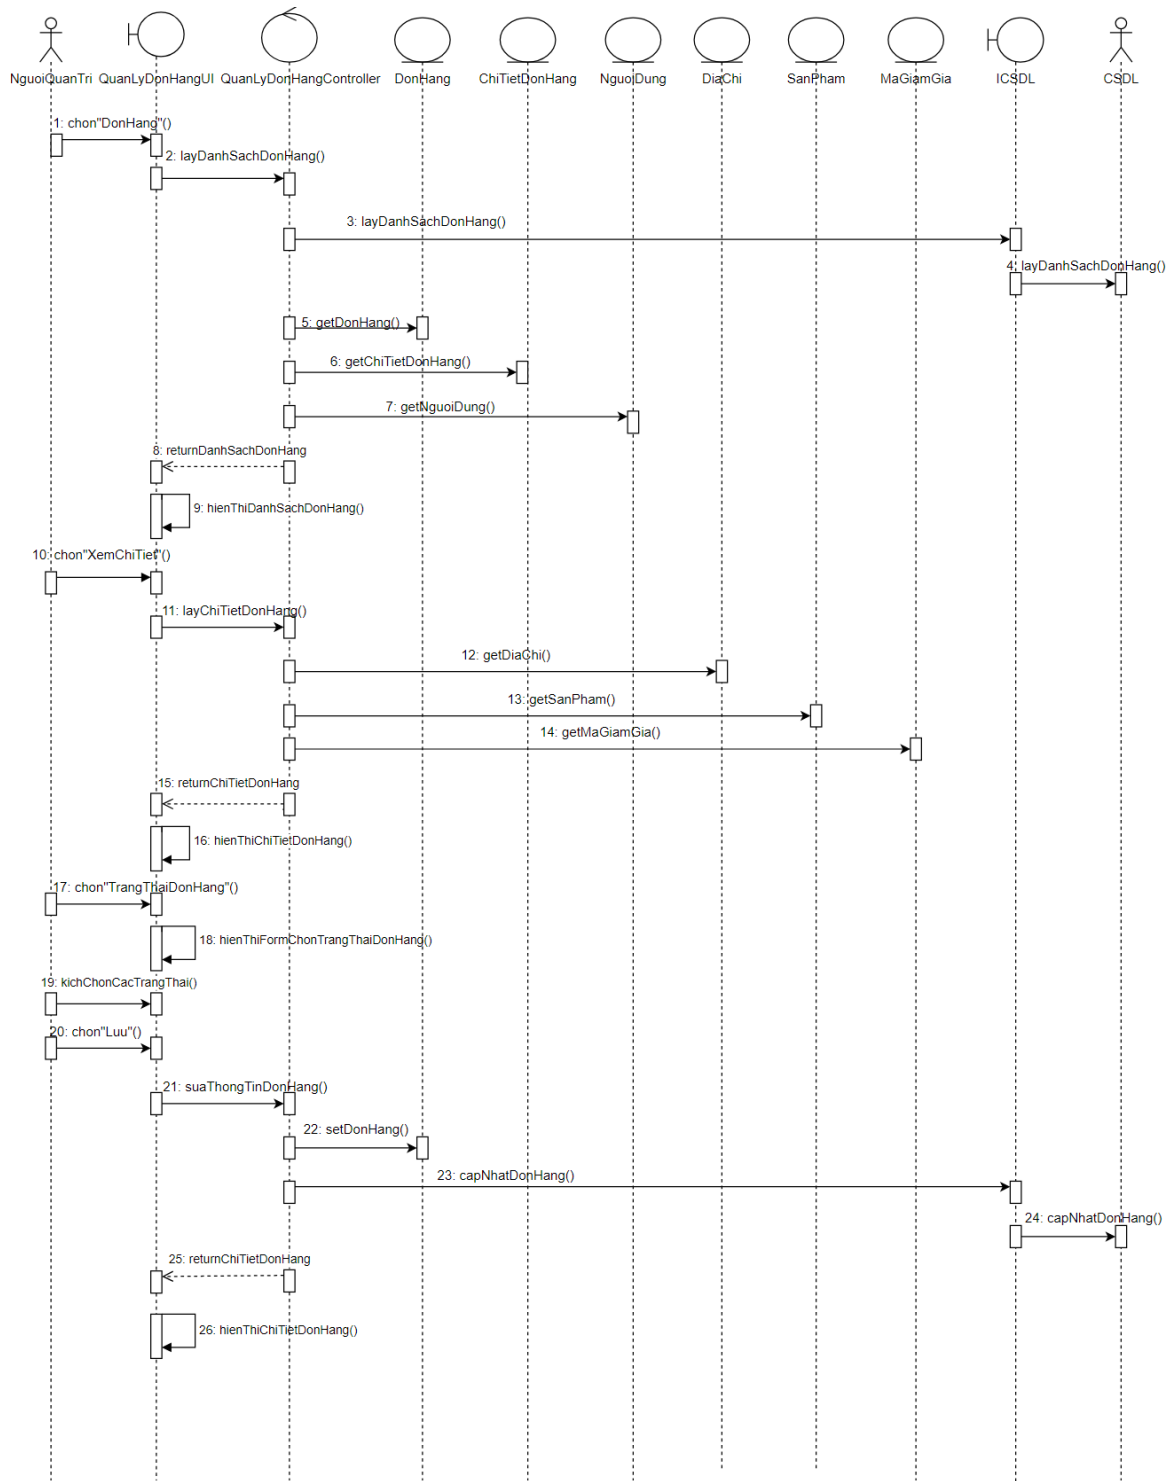 NguoiQuanTri
QuanLyDonHangUI
QuanLyDonHangController
DonHang
ChiTietDonHang
NguoiDung
DiaChi
SanPham
MaGiamGia
ICSDL
CSDL
1: chon"DonHang"()
2: layDanhSachDonHang()
3: layDanhSachDonHang()
4: layDanhSachDonHang()
5: getDonHang()
6: getChiTietDonHang()
7: getNguoiDung()
8: returnDanhSachDonHang
9: hienThiDanhSachDonHang()
10: chon"XemChiTiet"()
11: layChiTietDonHang()
12: getDiaChi()
13: getSanPham()
14: getMaGiamGia()
15: returnChiTietDonHang
16: hienThiChiTietDonHang()
17: chon"TrangThaiDonHang"()
18: hienThiFormChonTrangThaiDonHang()
19: kichChonCacTrangThai()
20: chon"Luu"()
21: suaThongTinDonHang()
22: setDonHang()
23: capNhatDonHang()
24: capNhatDonHang()
25: returnChiTietDonHang
26: hienThiChiTietDonHang()